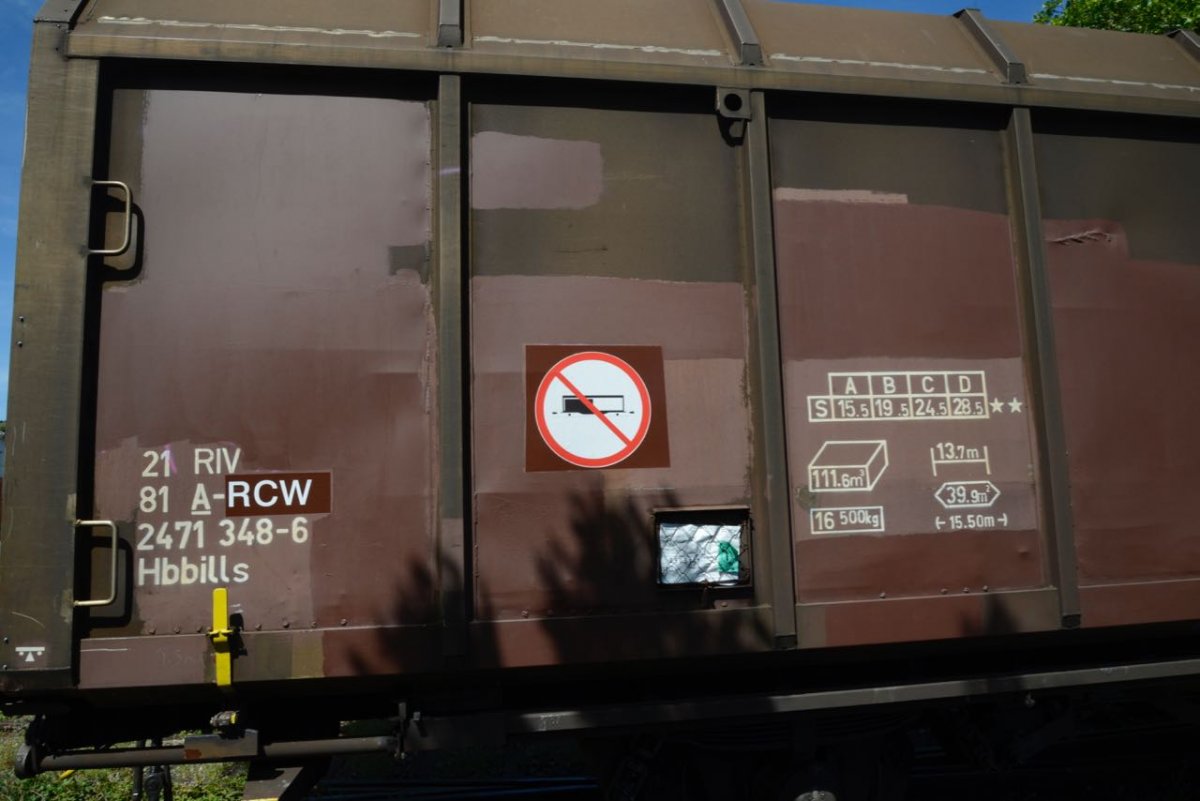 21 RIV
81 A-RCW
2471 348-6
Hbbills
A B C D
S 15.5 19.5 24.5 28.5 ★★
111.6m³
13.7m
39.9m²
16 500kg
15.50m